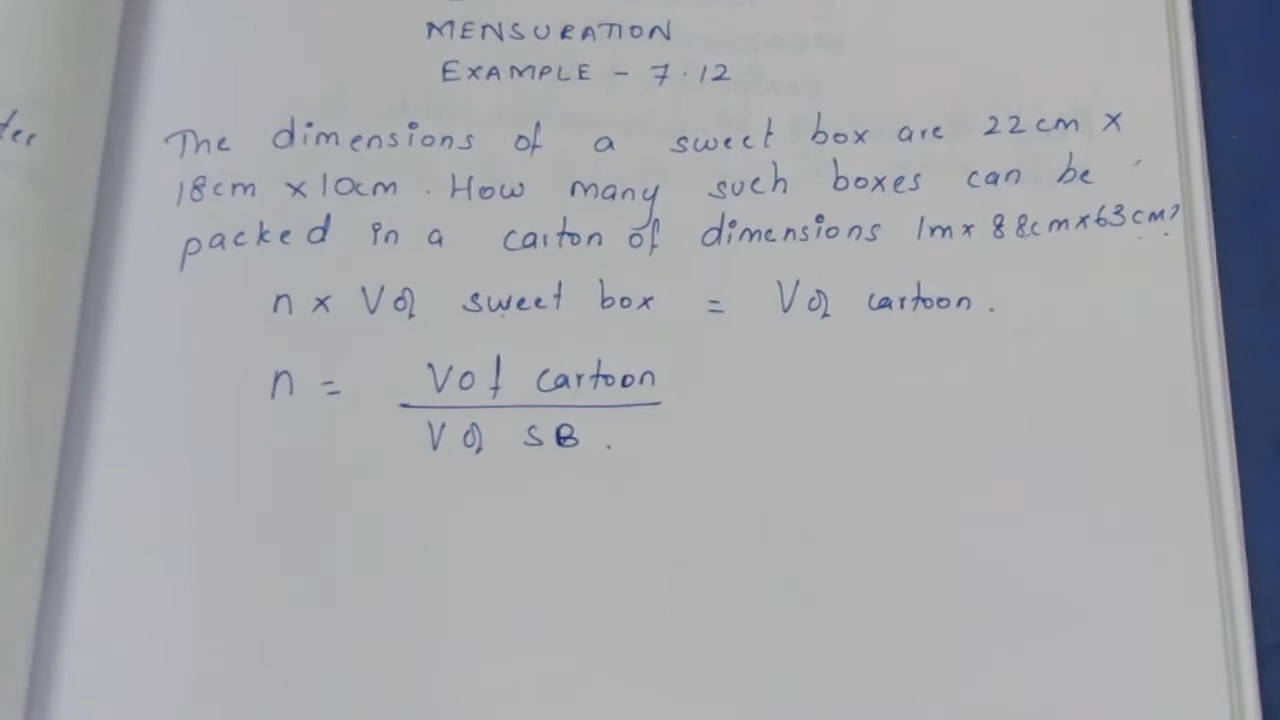 MENSURATION
EXAMPLE - 7.12
ter
The dimensions of a sweet box are 22cm x
18cm x 10cm. How many such boxes can be
packed in a carton of dimensions 1m x 88cm x 63cm?
n x V of sweet box = V of cartoon.
n = V of cartoon
V of SB.